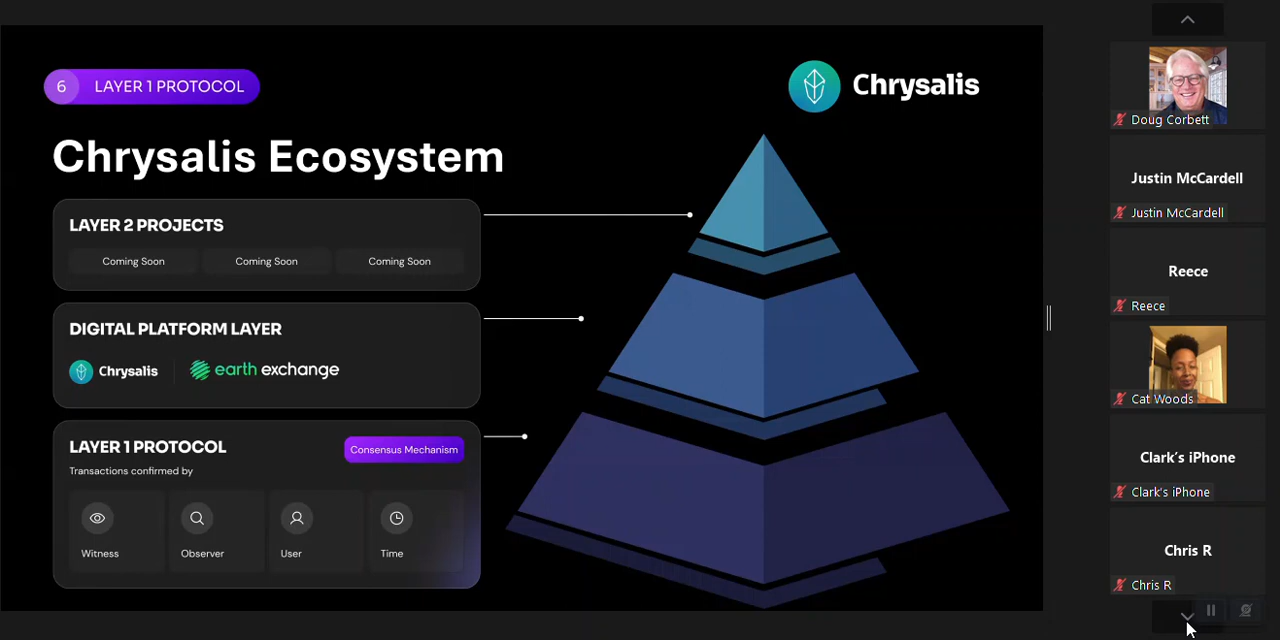 6 LAYER 1 PROTOCOL
Chrysalis
Chrysalis Ecosystem
LAYER 2 PROJECTS
Coming Soon Coming Soon Coming Soon
DIGITAL PLATFORM LAYER
Chrysalis earth exchange
LAYER 1 PROTOCOL
Consensus Mechanism
Transactions confirmed by
Witness Observer User Time
Doug Corbett
Justin McCardell
Justin McCardell
Reece
Reece
Cat Woods
Clark's iPhone
Clark's iPhone
Chris R
Chris R